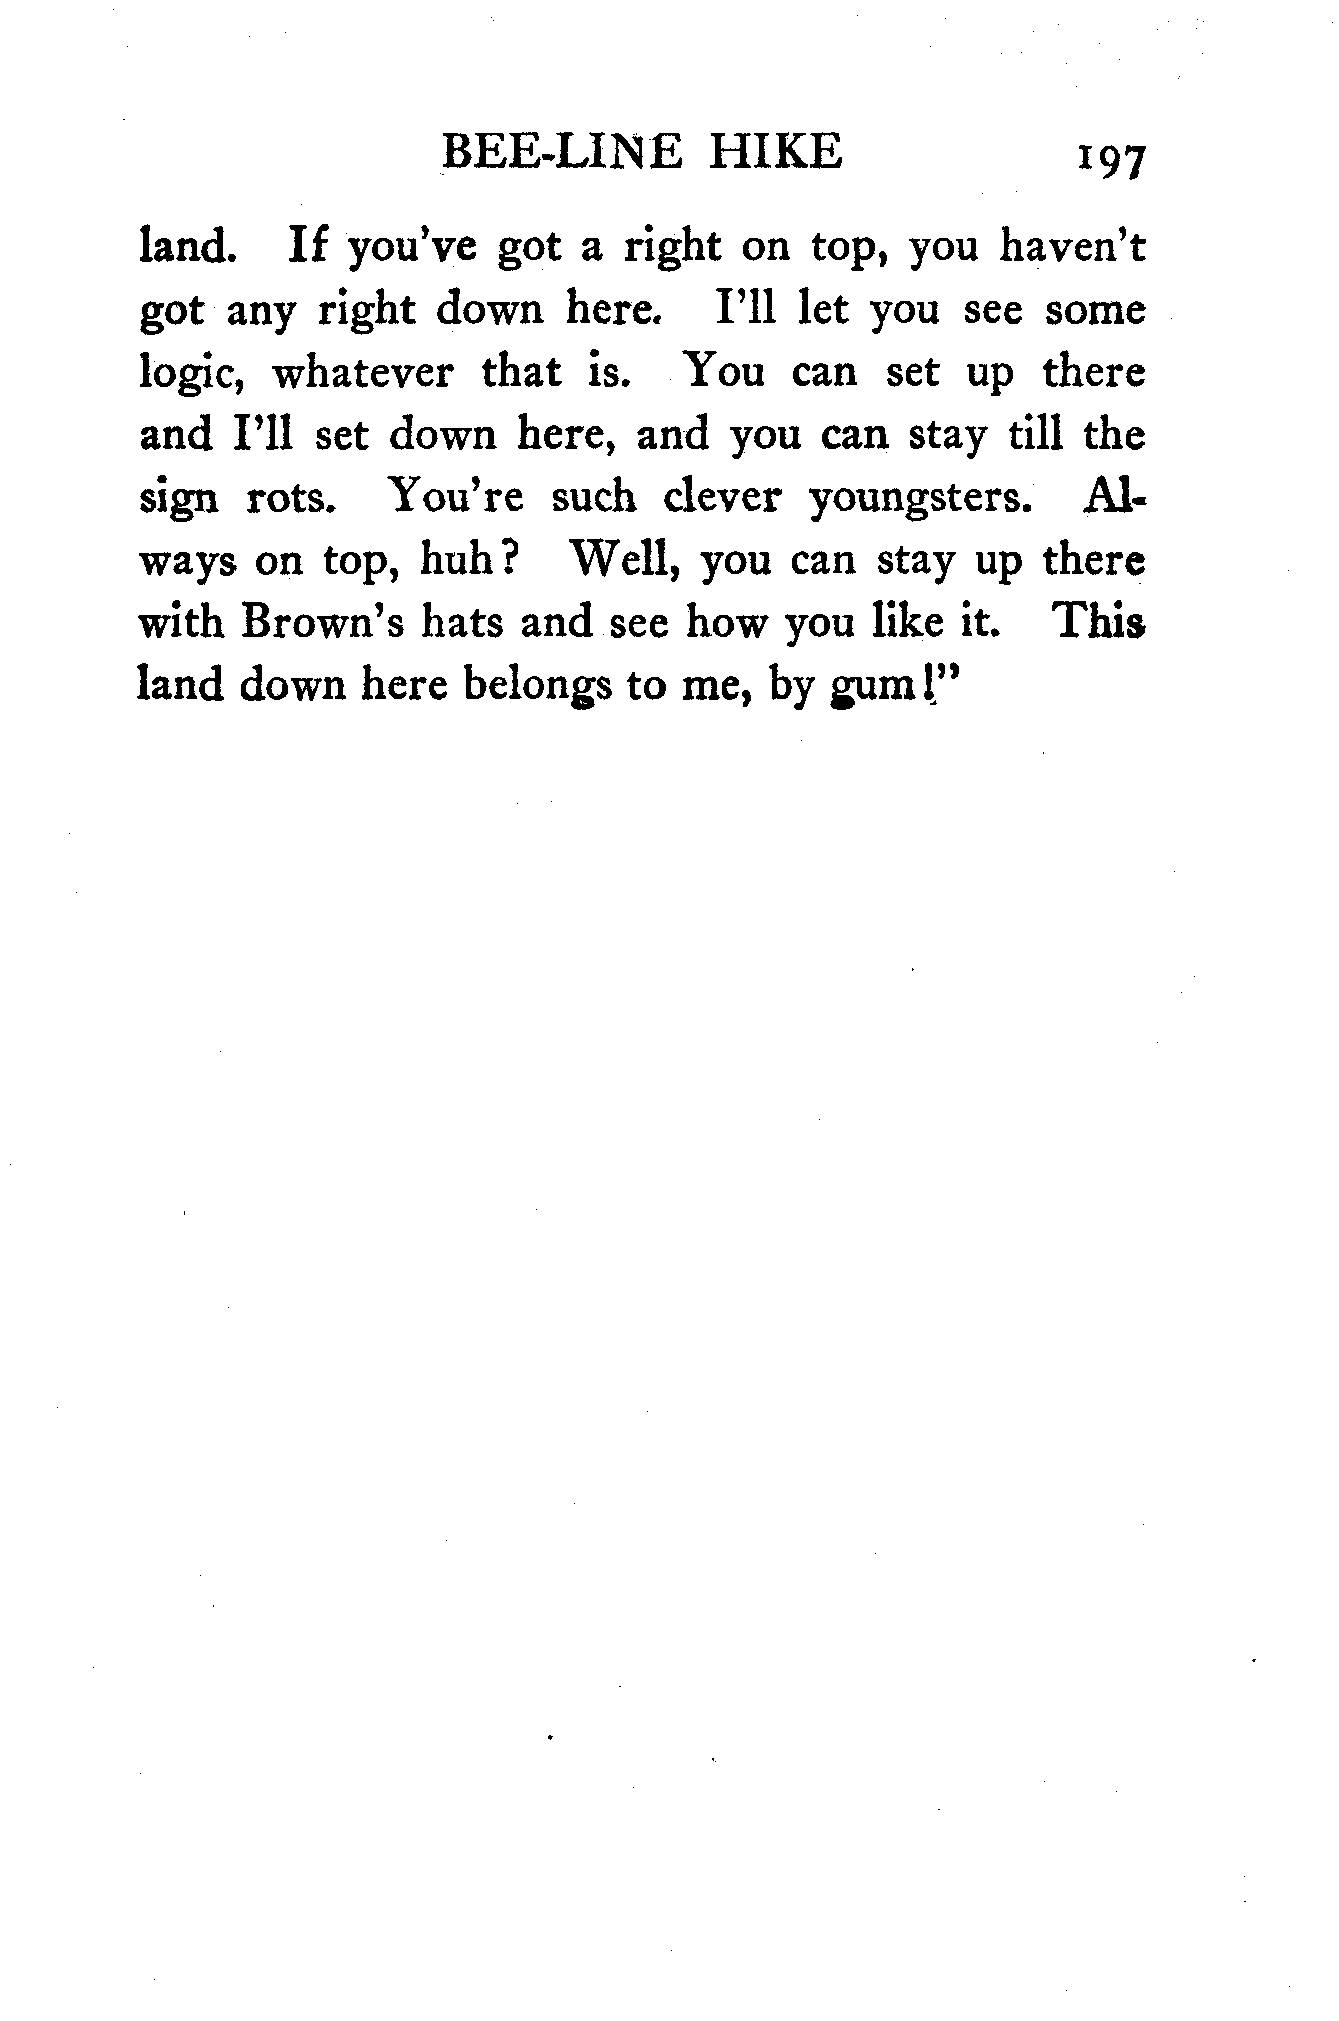 BEE-LINE HIKE 197
land. If you've got a right on top, you haven't
got any right down here. I'll let you see some
logic, whatever that is. You can set up there
and I'll set down here, and you can stay till the
sign rots. You're such clever youngsters. Al-
ways on top, huh? Well, you can stay up there
with Brown's hats and see how you like it. This
land down here belongs to me, by gum!"